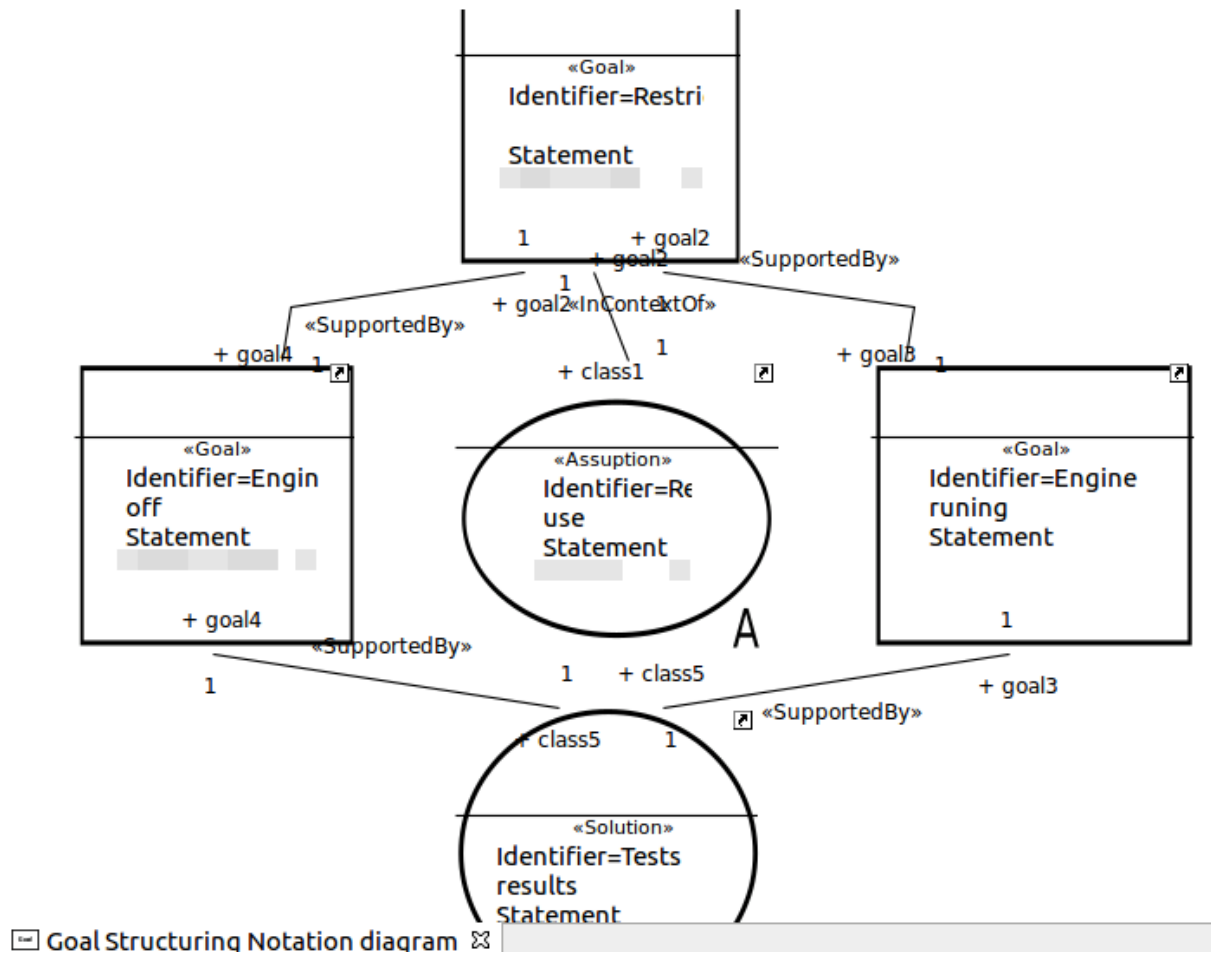 «Goal»
Identifier=Restri
Statement
1
+ goal2
+ goal2
«SupportedBy»
1
+ goal2
«InContextOf»
1
«SupportedBy»
1
+ goal4
1
+ class1
+ goal3
1
«Goal»
Identifier=Engin
off
Statement
«Assuption»
Identifier=Re
use
Statement
«Goal»
Identifier=Engine
runing
Statement
+ goal4
1
A
«SupportedBy»
1
+ class5
1
+ goal3
«SupportedBy»
+ class5
1
«Solution»
Identifier=Tests
results
Statement
Goal Structuring Notation diagram